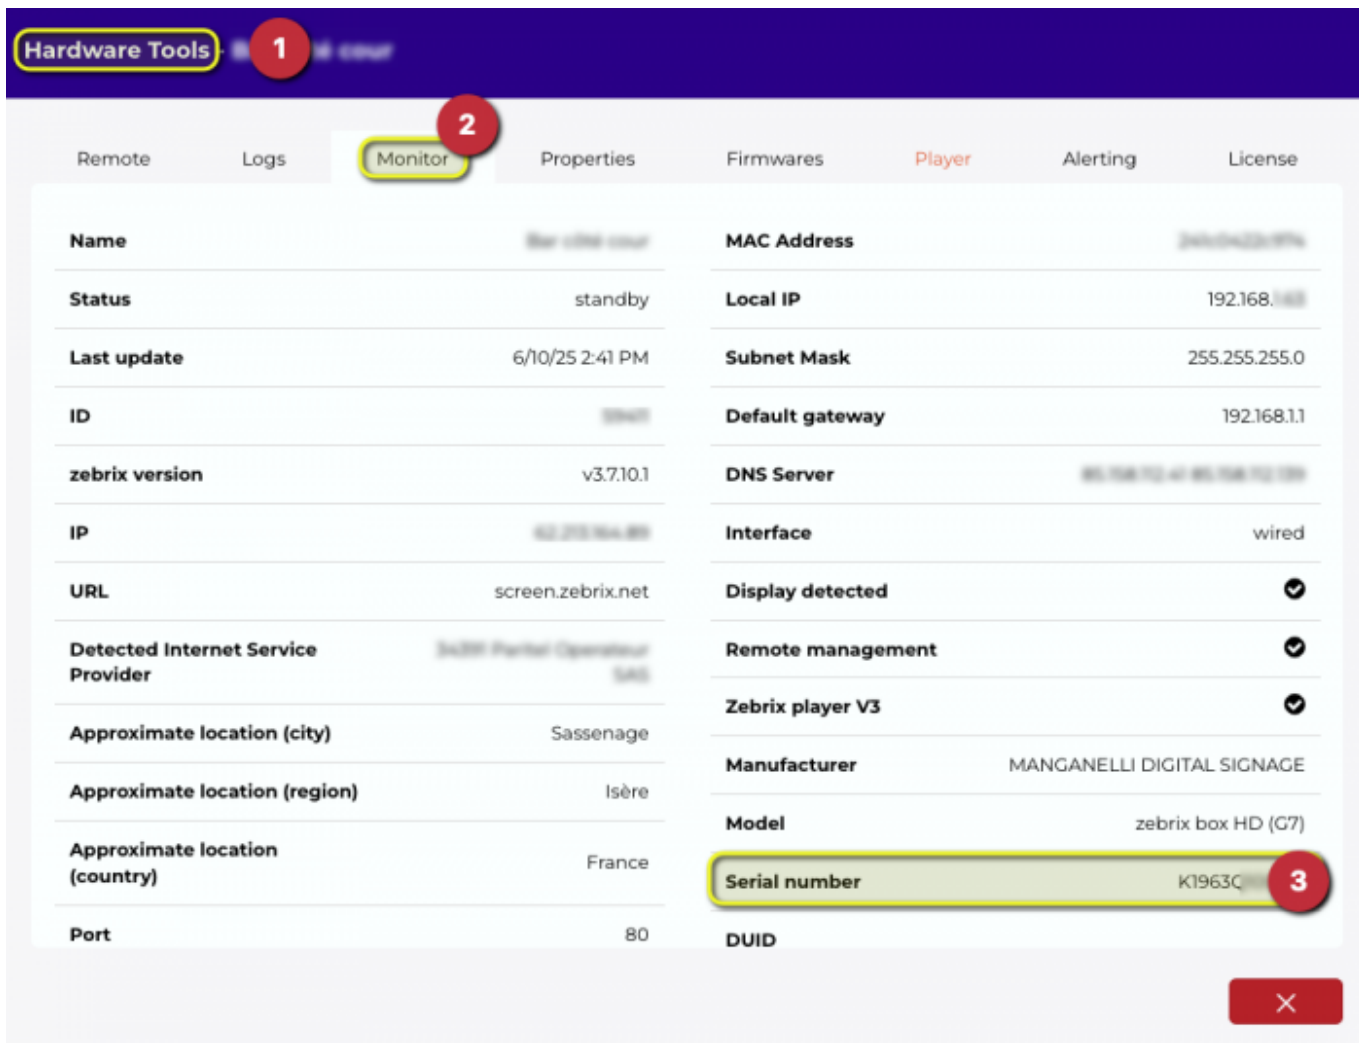 Hardware Tools
1
2
Remote Logs Monitor Properties Firmwares Player Alerting License
Name
Status standby
Last update 6/10/25 2:41 PM
ID
zebrix version v3.7.10.1
IP
URL screen.zebrix.net
Detected Internet Service
Provider
Approximate location (city) Sassenage
Approximate location (region) Isère
Approximate location
(country) France
Port 80
MAC Address
Local IP 192.168.
Subnet Mask 255.255.255.0
Default gateway 192.168.1.1
DNS Server
Interface wired
Display detected
Remote management
Zebrix player V3
Manufacturer MANGANELLI DIGITAL SIGNAGE
Model zebrix box HD (G7)
Serial number K1963Q 3
DUID